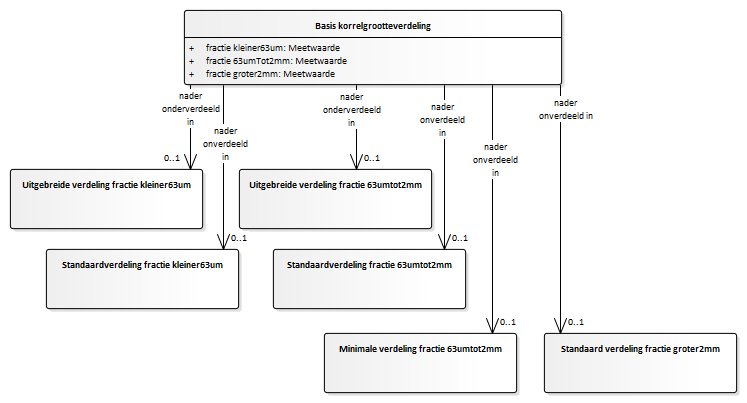 Basis korrelgrootteverdeling
+ fractie kleiner63um: Meetwaarde
+ fractie 63umTot2mm: Meetwaarde
+ fractie groter2mm: Meetwaarde
nader
onderverdeeld
in
0..1
nader
onverdeeld
in
0..1
nader
onderverdeeld
in
0..1
nader
onverdeeld
in
0..1
nader
onverdeeld
in
0..1
nader
onverdeeld in
0..1
Uitgebreide verdeling fractie kleiner63um
Uitgebreide verdeling fractie 63umtot2mm
Standaardverdeling fractie kleiner63um
Standaardverdeling fractie 63umtot2mm
Minimale verdeling fractie 63umtot2mm
Standaard verdeling fractie groter2mm